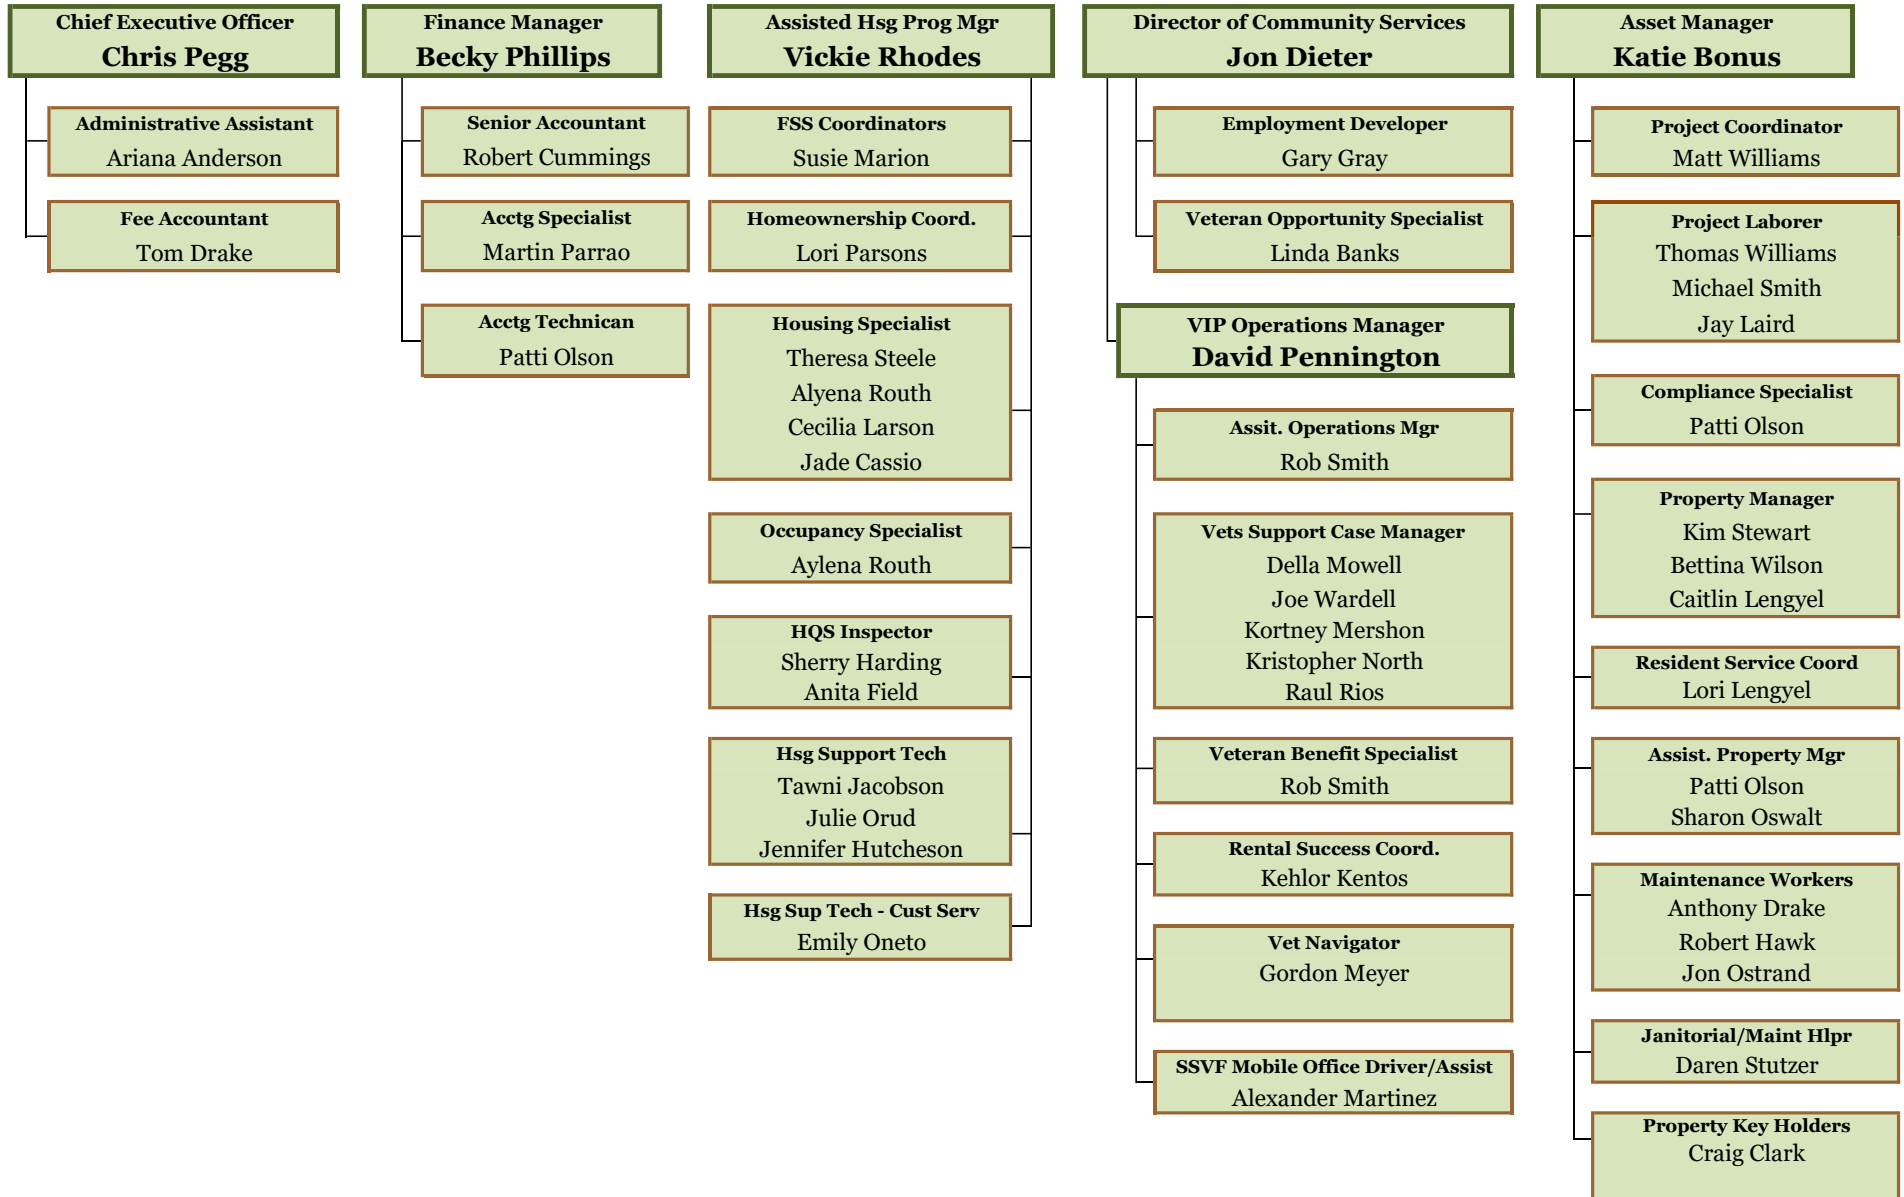 Chief Executive Officer
Chris Pegg
Administrative Assistant
Ariana Anderson
Fee Accountant
Tom Drake
Finance Manager
Becky Phillips
Senior Accountant
Robert Cummings
Acctg Specialist
Martin Parrao
Acctg Technican
Patti Olson
Assisted Hsg Prog Mgr
Vickie Rhodes
FSS Coordinators
Susie Marion
Homeownership Coord.
Lori Parsons
Housing Specialist
Theresa Steele
Alyena Routh
Cecilia Larson
Jade Cassio
Occupancy Specialist
Aylena Routh
HQS Inspector
Sherry Harding
Anita Field
Hsg Support Tech
Tawni Jacobson
Julie Orud
Jennifer Hutcheson
Hsg Sup Tech - Cust Serv
Emily Oneto
Director of Community Services
Jon Dieter
Employment Developer
Gary Gray
Veteran Opportunity Specialist
Linda Banks
VIP Operations Manager
David Pennington
Assit. Operations Mgr
Rob Smith
Vets Support Case Manager
Della Mowell
Joe Wardell
Kortney Mershon
Kristopher North
Raul Rios
Veteran Benefit Specialist
Rob Smith
Rental Success Coord.
Kehlor Kentos
Vet Navigator
Gordon Meyer
SSVF Mobile Office Driver/Assist
Alexander Martinez
Asset Manager
Katie Bonus
Project Coordinator
Matt Williams
Project Laborer
Thomas Williams
Michael Smith
Jay Laird
Compliance Specialist
Patti Olson
Property Manager
Kim Stewart
Bettina Wilson
Caitlin Lengyel
Resident Service Coord
Lori Lengyel
Assist. Property Mgr
Patti Olson
Sharon Oswalt
Maintenance Workers
Anthony Drake
Robert Hawk
Jon Ostrand
Janitorial/Maint Hlpr
Daren Stutzer
Property Key Holders
Craig Clark